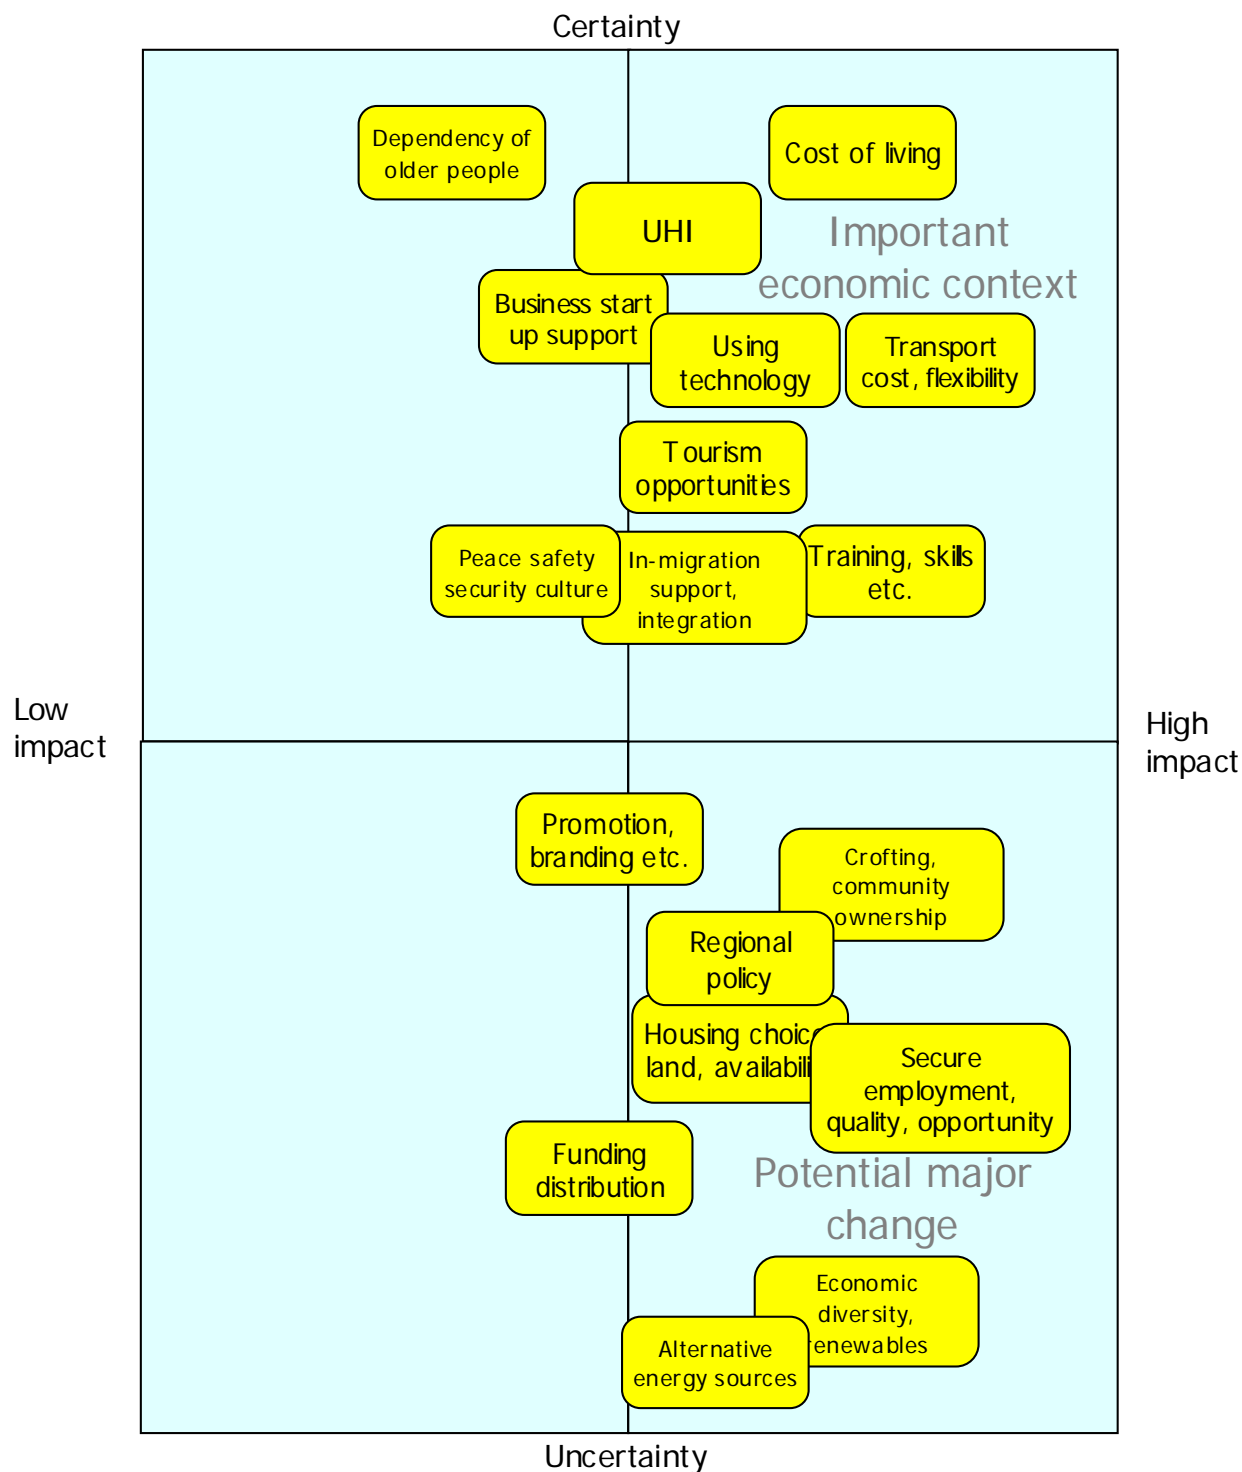 Certainty
Dependency of
older people
Cost of living
UHI
Important
economic context
Business start
up support
Using
technology
Transport
cost, flexibility
Tourism
opportunities
Peace safety
security culture
In-migration
support,
integration
Training, skills
etc.
Low
impact
High
impact
Promotion,
branding etc.
Crofting,
community
ownership
Regional
policy
Housing choice
land, availabili
Secure
employment,
quality, opportunity
Funding
distribution
Potential major
change
Economic
diversity,
enewables
Alternative
energy sources
Uncertainty